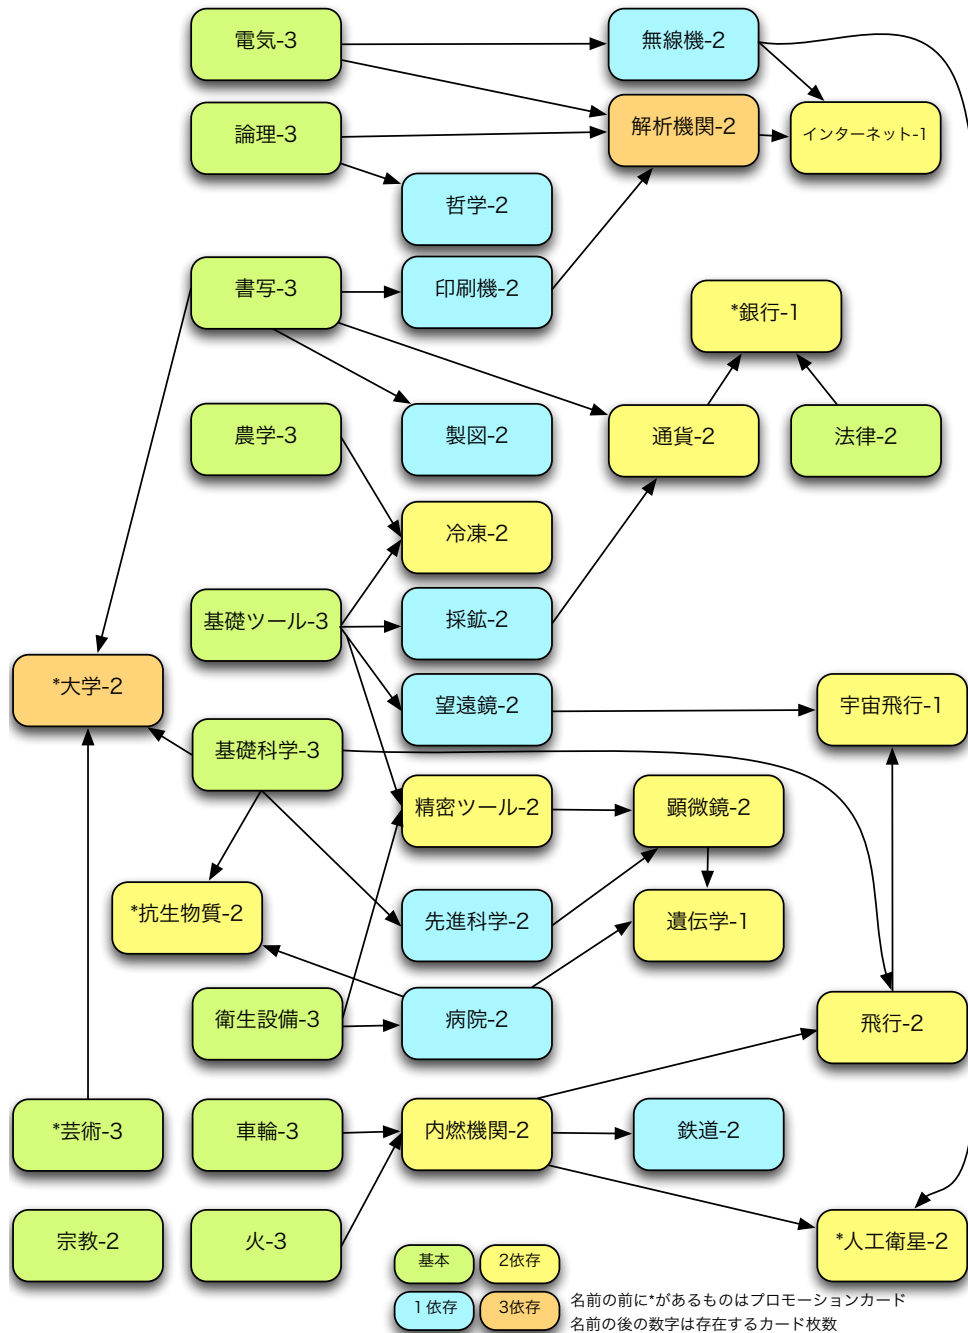 電気-3
無線機-2
論理-3
解析機関-2
インターネット-1
哲学-2
書写-3
印刷機-2
*銀行-1
農学-3
製図-2
通貨-2
法律-2
冷凍-2
基礎ツール-3
採鉱-2
*大学-2
望遠鏡-2
宇宙飛行-1
基礎科学-3
精密ツール-2
顕微鏡-2
*抗生物質-2
先進科学-2
遺伝学-1
衛生設備-3
病院-2
飛行-2
*芸術-3
車輪-3
内燃機関-2
鉄道-2
宗教-2
火-3
*人工衛星-2
基本
2依存
1依存
3依存
名前の前に*があるものはプロモーションカード
名前の後の数字は存在するカード枚数